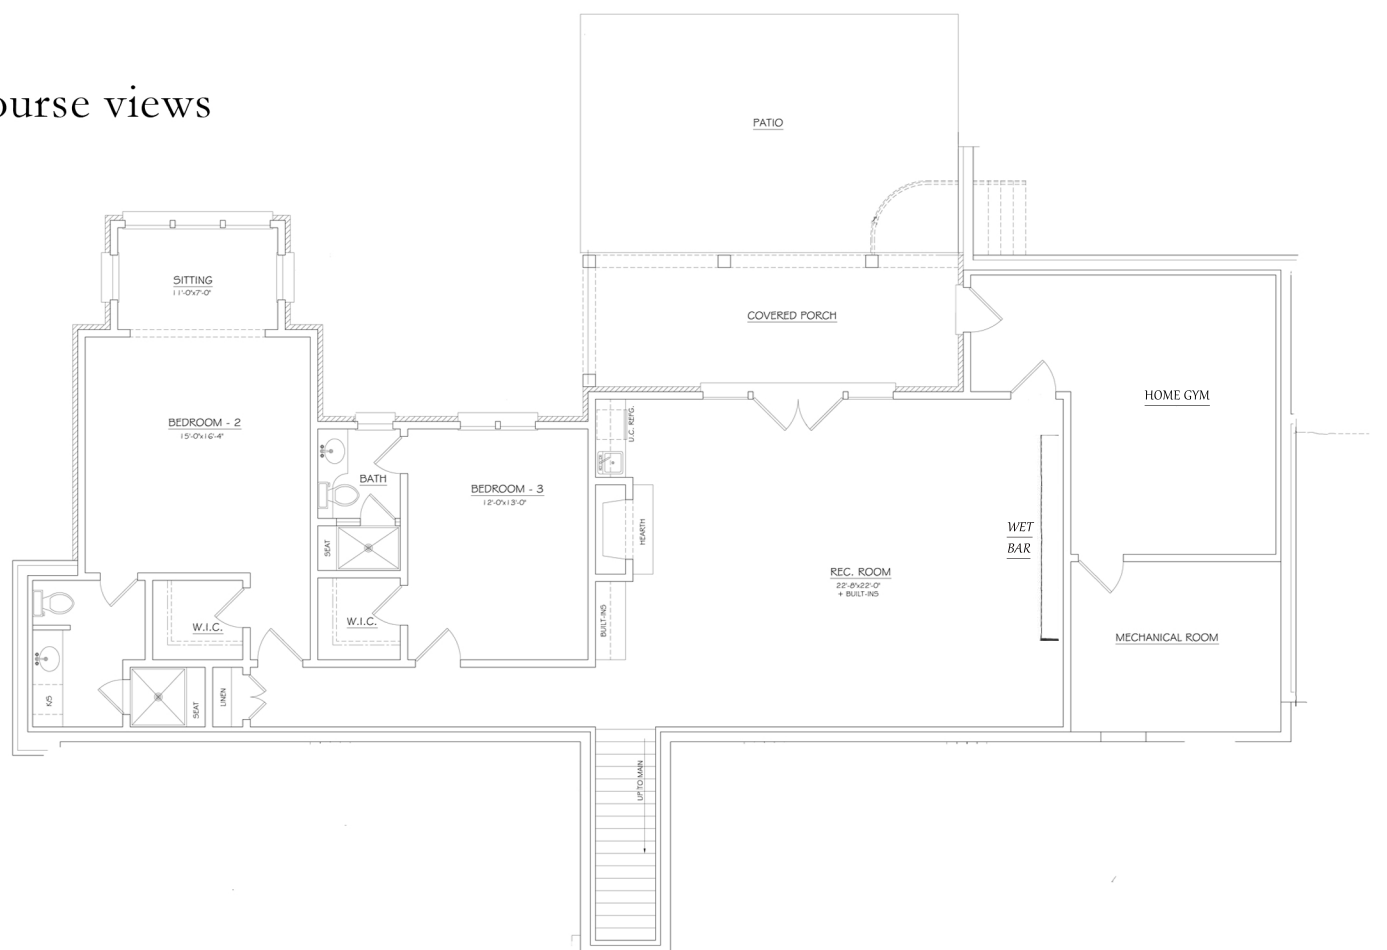 ourse views
PATIO
SITTING
11'-0"x7'-0"
COVERED PORCH
HOME GYM
BEDROOM - 2
15'-0"x16'-4"
U.C. REFG.
BATH
BEDROOM - 3
12'-0"x13'-0"
SEAT
HEARTH
WET
BAR
REC. ROOM
22'-8"x22'-0"
+ BUILT-INS
W.I.C.
W.I.C.
BUILT-INS
MECHANICAL ROOM
K/S
SEAT
LINEN
UP TO MAIN